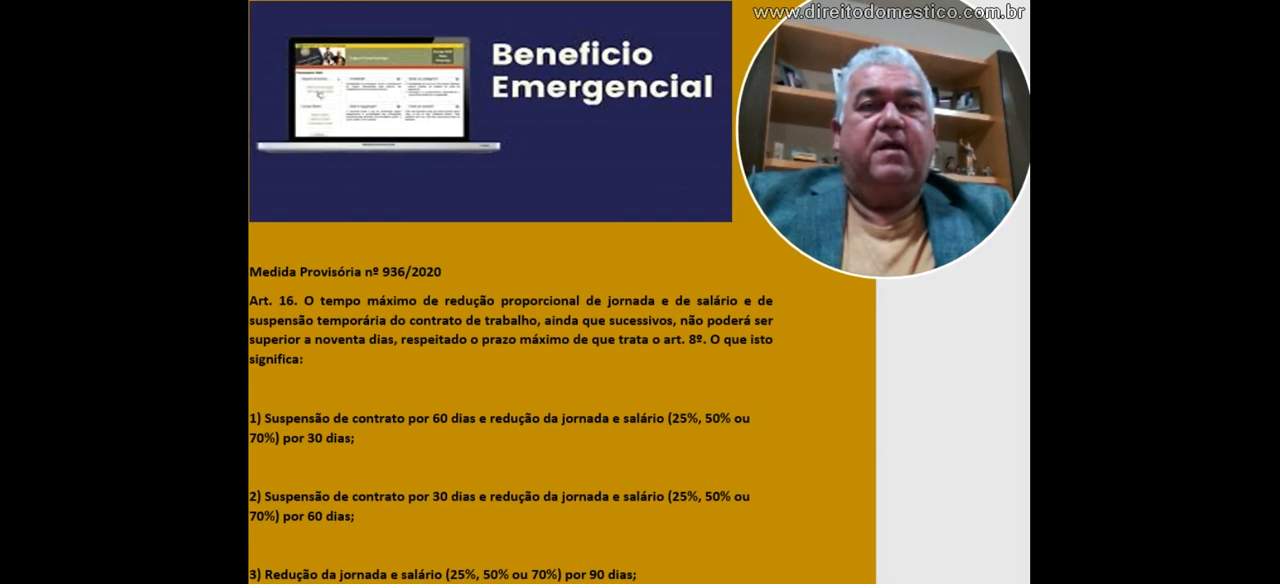 www.direitodomestico.com.br
Beneficio
Emergencial
Medida Provisória nº 936/2020
Art. 16. O tempo máximo de redução proporcional de jornada e de salário e de
suspensão temporária do contrato de trabalho, ainda que sucessivos, não poderá ser
superior a noventa dias, respeitado o prazo máximo de que trata o art. 8º. O que isto
significa:
1) Suspensão de contrato por 60 dias e redução da jornada e salário (25%, 50% ou
70%) por 30 dias;
2) Suspensão de contrato por 30 dias e redução da jornada e salário (25%, 50% ou
70%) por 60 dias;
3) Redução da jornada e salário (25%, 50% ou 70%) por 90 dias;